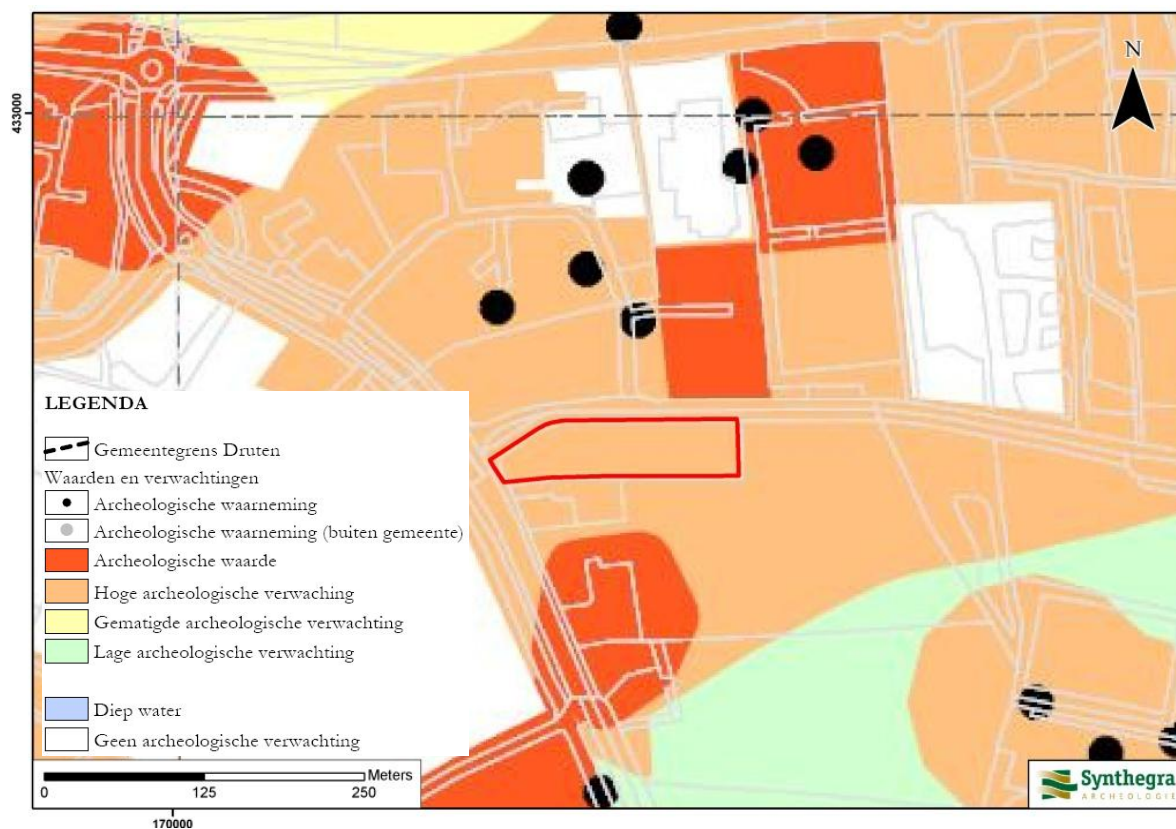 N
433000
LEGENDA
Gemeentegrens Druten
Waarden en verwachtingen
Archeologische waarneming
Archeologische waarneming (buiten gemeente)
Archeologische waarde
Hoge archeologische verwaching
Gematigde archeologische verwachting
Lage archeologische verwachting
Diep water
Geen archeologische verwachting
Meters
0 125 250
170000
Synthegra
ARCHEOLOGIE